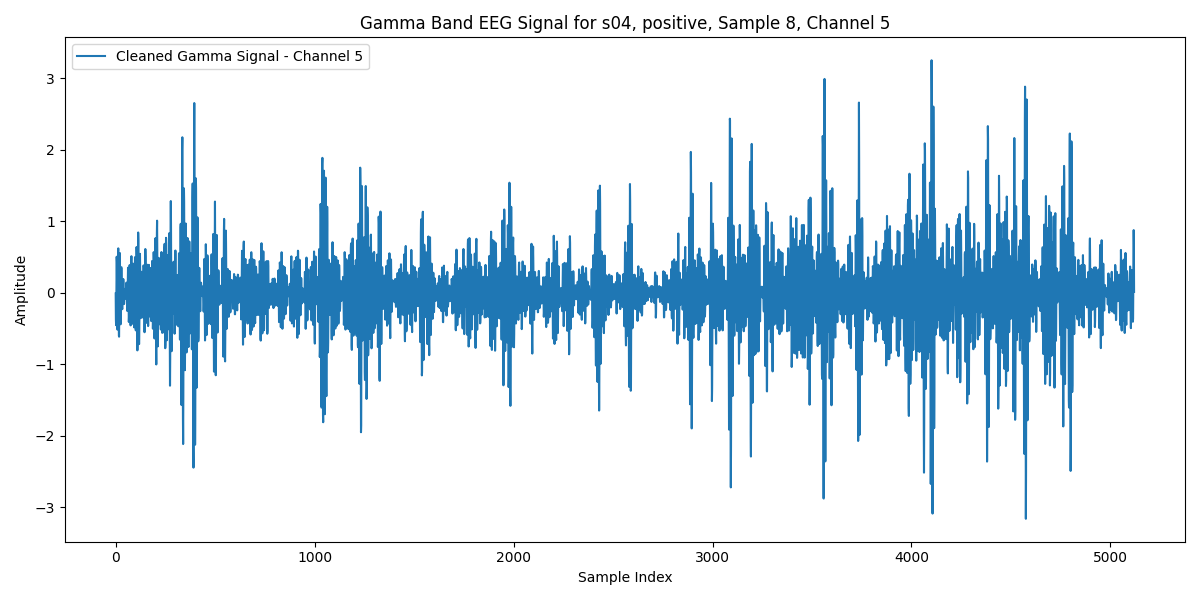 Gamma Band EEG Signal for s04, positive, Sample 8, Channel 5
Cleaned Gamma Signal - Channel 5
3
2
1
0
−1
−2
−3
Amplitude
0 1000 2000 3000 4000 5000
Sample Index